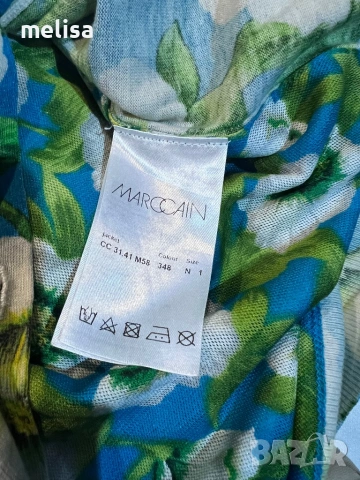 melisa
MARCCAIN
Jacket Colour Size
CC 31.41 M58 348 N 1
BAZAR